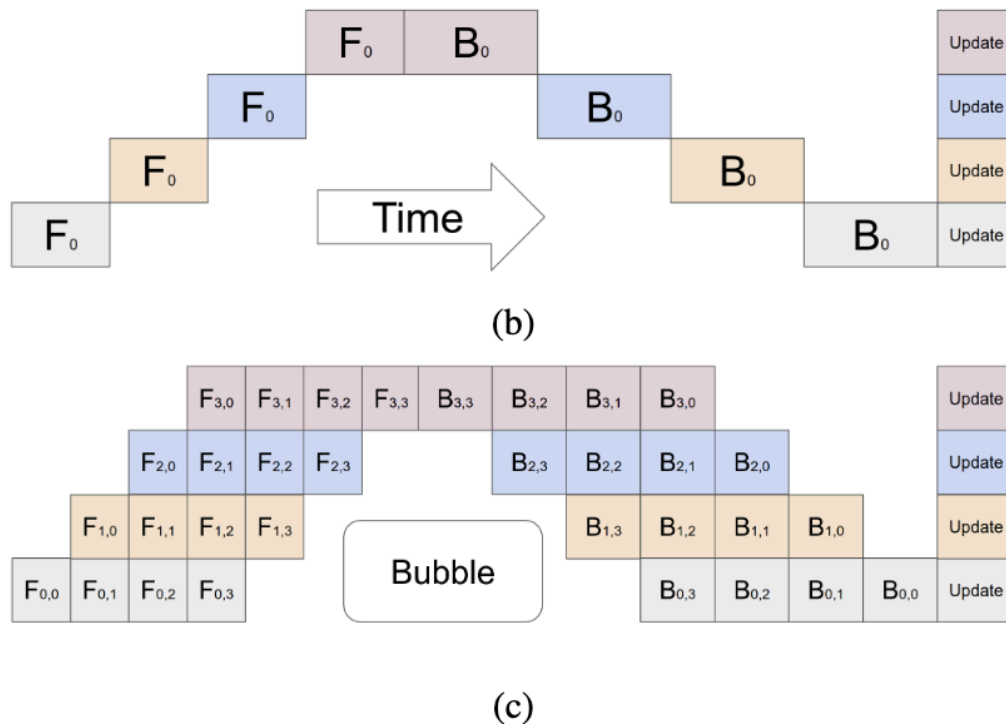 F₀ B₀ Update
F₀ B₀ Update
F₀ B₀ Update
Time
F₀ B₀ Update
(b)
F₃,₀ F₃,₁ F₃,₂ F₃,₃ B₃,₃ B₃,₂ B₃,₁ B₃,₀ Update
F₂,₀ F₂,₁ F₂,₂ F₂,₃ B₂,₃ B₂,₂ B₂,₁ B₂,₀ Update
F₁,₀ F₁,₁ F₁,₂ F₁,₃ B₁,₃ B₁,₂ B₁,₁ B₁,₀ Update
Bubble
F₀,₀ F₀,₁ F₀,₂ F₀,₃ B₀,₃ B₀,₂ B₀,₁ B₀,₀ Update
(c)